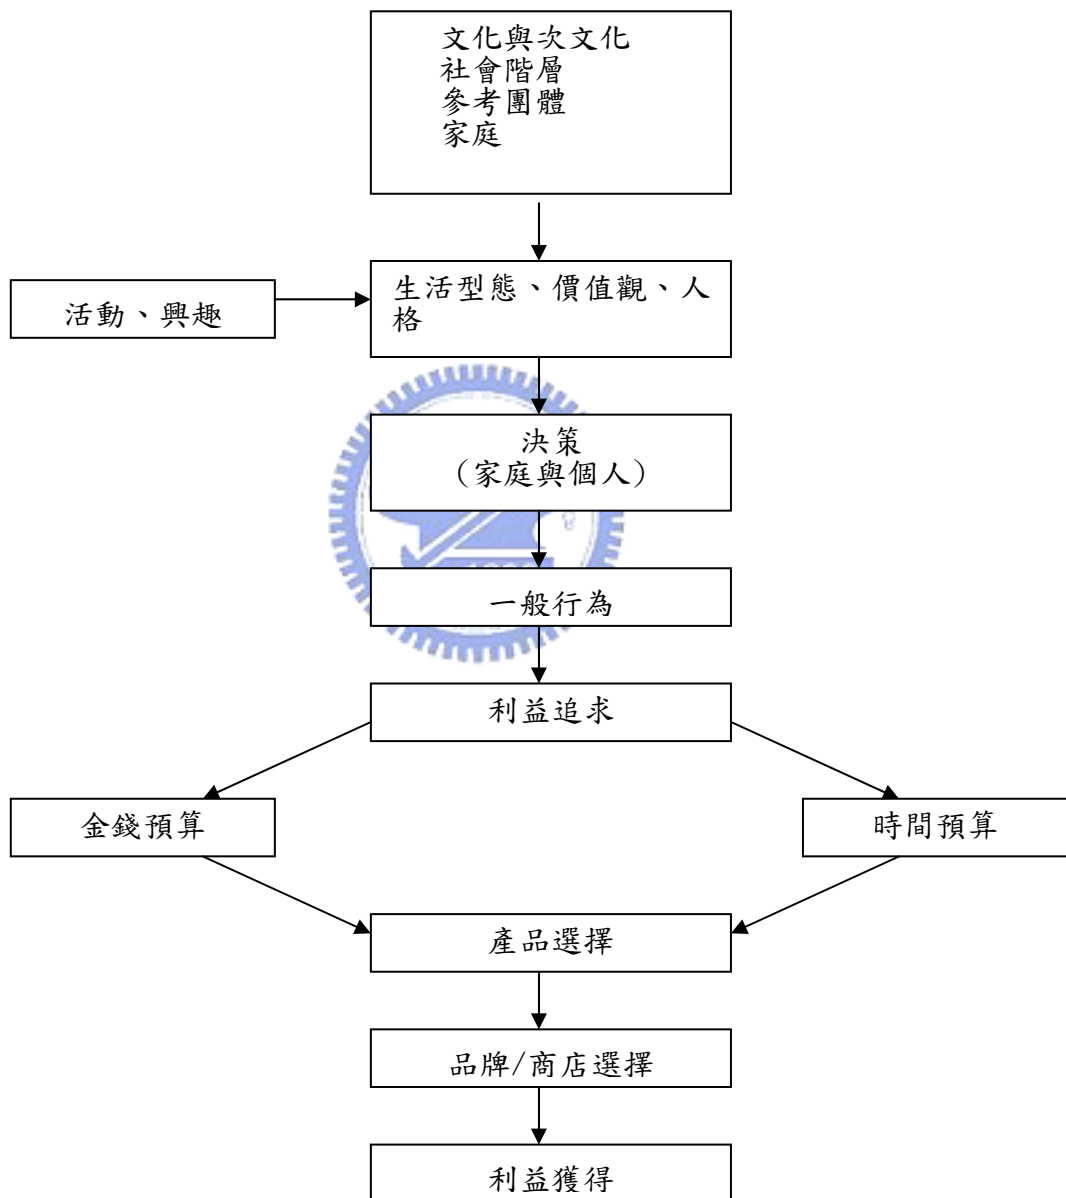 文化與次文化
社會階層
參考團體
家庭
活動、興趣
生活型態、價值觀、人
格
決策
（家庭與個人）
一般行為
利益追求
金錢預算
時間預算
產品選擇
品牌/商店選擇
利益獲得